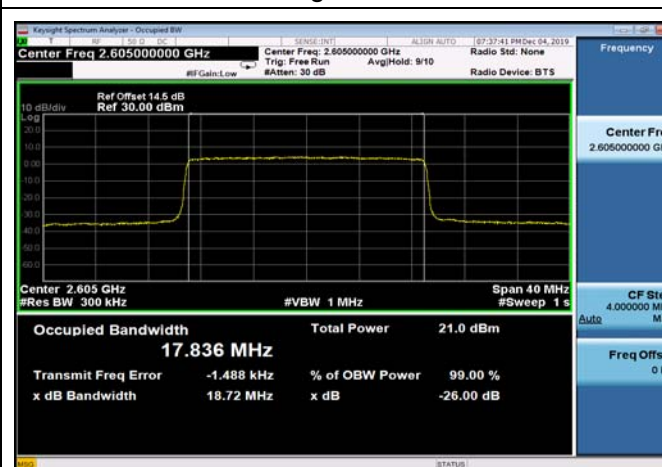 Keysight Spectrum Analyzer - Occupied BW
T RF 50 Ω DC SENSE:INT ALIGN AUTO 07:37:41 PM Dec 04, 2019
Center Freq 2.605000000 GHz Center Freq: 2.605000000 GHz Radio Std: None Frequency
Trig: Free Run Avg|Hold: 9/10
#IFGain:Low #Atten: 30 dB Radio Device: BTS
Ref Offset 14.5 dB
10 dB/div Ref 30.00 dBm
Log
20.0
10.0
0.00
-10.0
-20.0
-30.0
-40.0
-50.0
-60.0
Center Fre
2.605000000 G
Center 2.605 GHz Span 40 MHz
#Res BW 300 kHz #VBW 1 MHz #Sweep 1 s
CF Ste
4.000000 M
Auto M
Occupied Bandwidth Total Power 21.0 dBm
17.836 MHz
Transmit Freq Error -1.488 kHz % of OBW Power 99.00 %
x dB Bandwidth 18.72 MHz x dB -26.00 dB
Freq Offs
0
MSG STATUS